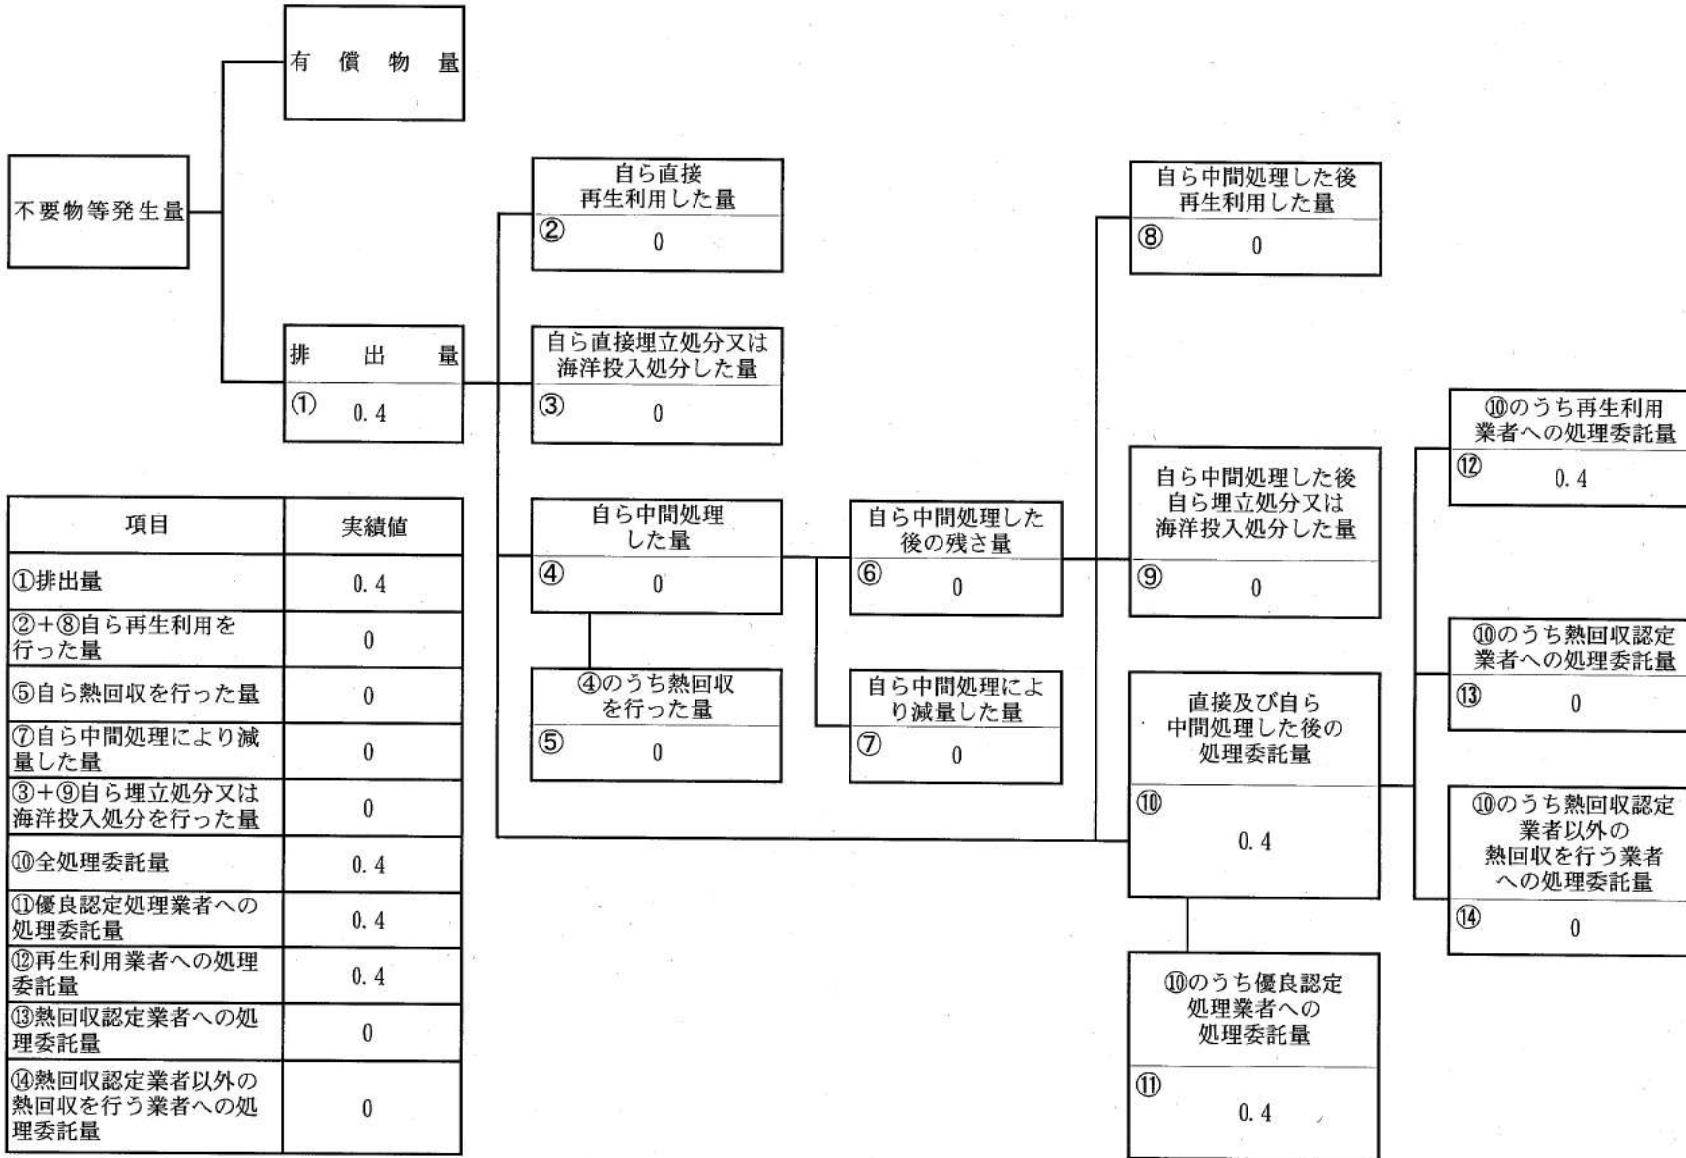 有償物量
不要物等発生量
排出量
① 0.4
自ら直接
再生利用した量
② 0
自ら直接埋立処分又は
海洋投入処分した量
③ 0
自ら中間処理
した量
④ 0
④のうち熱回収
を行った量
⑤ 0
自ら中間処理した
後の残さ量
⑥ 0
自ら中間処理によ
り減量した量
⑦ 0
自ら中間処理した後
再生利用した量
⑧ 0
自ら中間処理した後
自ら埋立処分又は
海洋投入処分した量
⑨ 0
直接及び自ら
中間処理した後の
処理委託量
⑩
0.4
⑩のうち優良認定
処理業者への
処理委託量
⑪
0.4
⑩のうち再生利用
業者への処理委託量
⑫ 0.4
⑩のうち熱回収認定
業者への処理委託量
⑬ 0
⑩のうち熱回収認定
業者以外の
熱回収を行う業者
への処理委託量
⑭ 0
項目 実績値
①排出量 0.4
②+⑧自ら再生利用を
行った量 0
⑤自ら熱回収を行った量 0
⑦自ら中間処理により減
量した量 0
③+⑨自ら埋立処分又は
海洋投入処分を行った量 0
⑩全処理委託量 0.4
⑪優良認定処理業者への
処理委託量 0.4
⑫再生利用業者への処理
委託量 0.4
⑬熱回収認定業者への処
理委託量 0
⑭熱回収認定業者以外の
熱回収を行う業者への処
理委託量 0